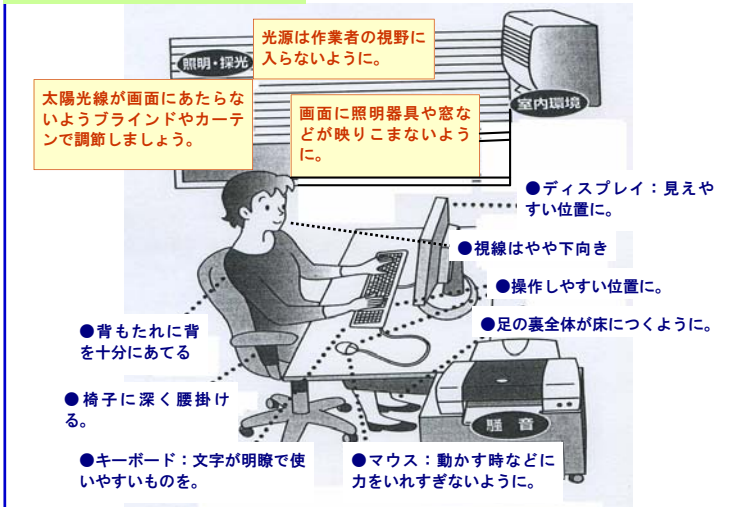 光源は作業者の視野に
入らないように。
照明・採光
太陽光線が画面にあたらな
いようブラインドやカーテ
ンで調節しましょう。
画面に照明器具や窓な
どが映りこまないよう
に。
室内環境
●ディスプレイ：見えや
すい位置に。
●視線はやや下向き
●操作しやすい位置に。
●足の裏全体が床につくように。
●背もたれに背
を十分にあてる
●椅子に深く腰掛け
る。
騒音
●キーボード：文字が明瞭で使
いやすいものを。
●マウス：動かす時などに
力をいれすぎないように。